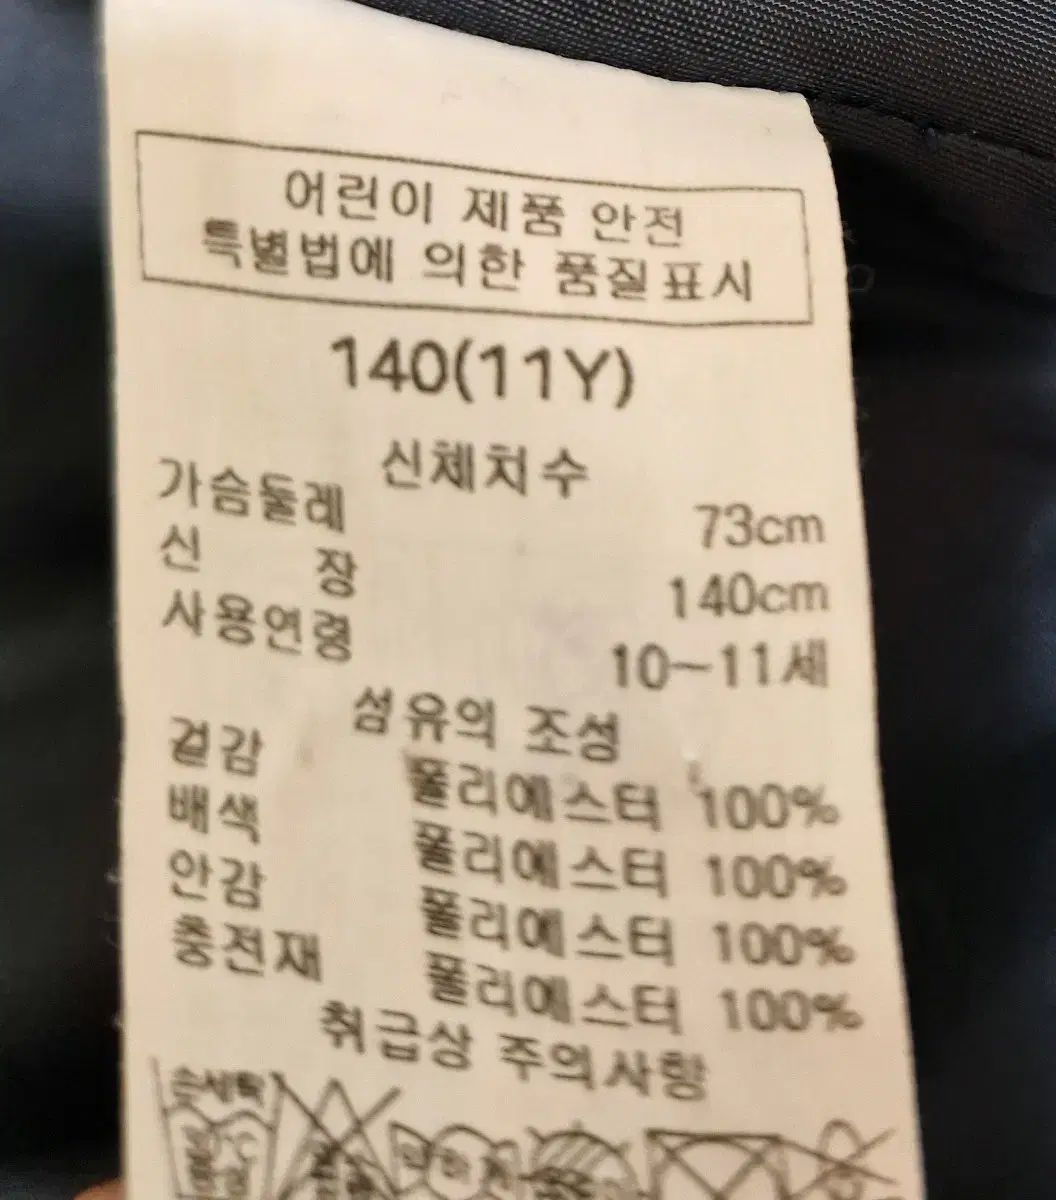 어린이 제품 안전
특별법에 의한 품질표시
140(11Y)
신체치수
가슴둘레 73cm
신 장 140cm
사용연령 10~11세
섬유의 조성
겉감 폴리에스터 100%
배색 폴리에스터 100%
안감 폴리에스터 100%
충전재 폴리에스터 100%
취급상 주의사항
손세탁